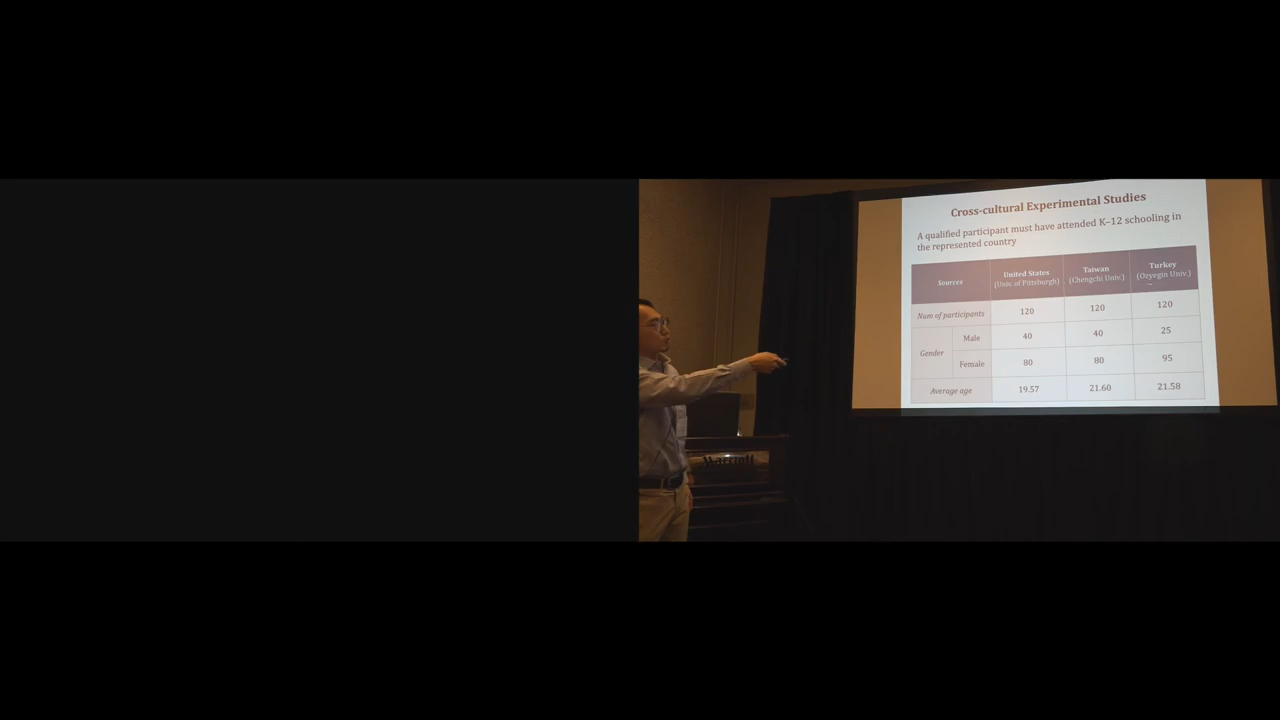 Cross-cultural Experimental Studies
A qualified participant must have attended K–12 schooling in
the represented country
Sources
United States
(Univ. of Pittsburgh)
Taiwan
(Chengchi Univ.)
Turkey
(Ozyegin Univ.)
Num of participants
120
120
120
Gender
Male
40
40
25
Female
80
80
95
Average age
19.57
21.60
21.58
Marriott